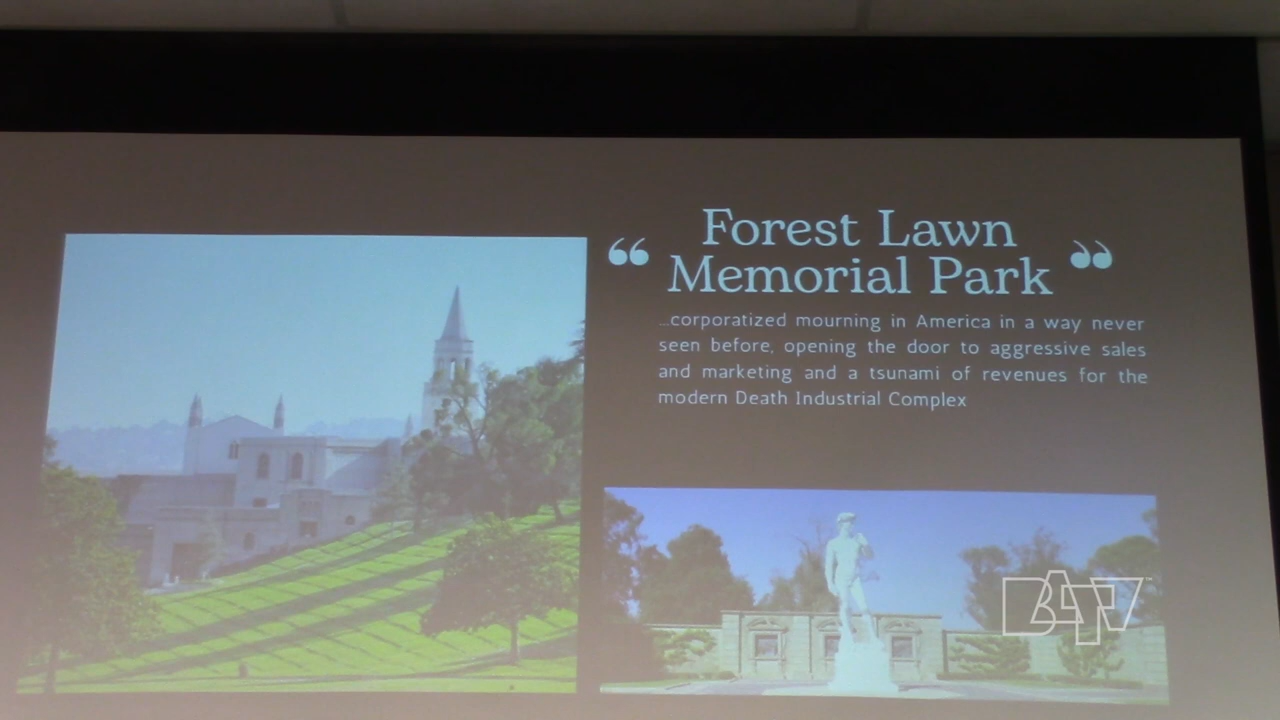 “ Forest Lawn
Memorial Park ”
...corporatized mourning in America in a way never
seen before, opening the door to aggressive sales
and marketing and a tsunami of revenues for the
modern Death Industrial Complex
BATV™